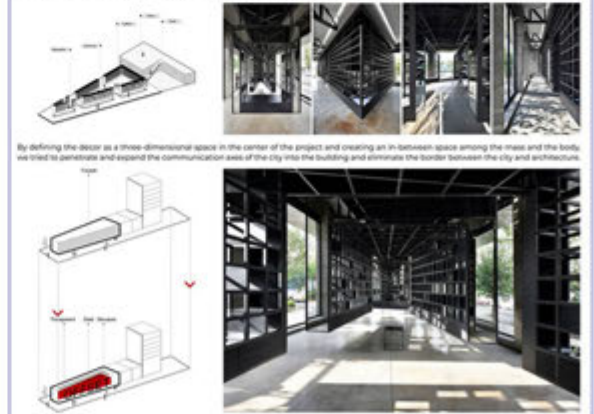 By defining the decor as a three-dimensional space in the center of the project and creating an in-between space among the mass and the body,
we tried to penetrate and expand the communication axes of the city into the building and eliminate the border between the city and architecture.